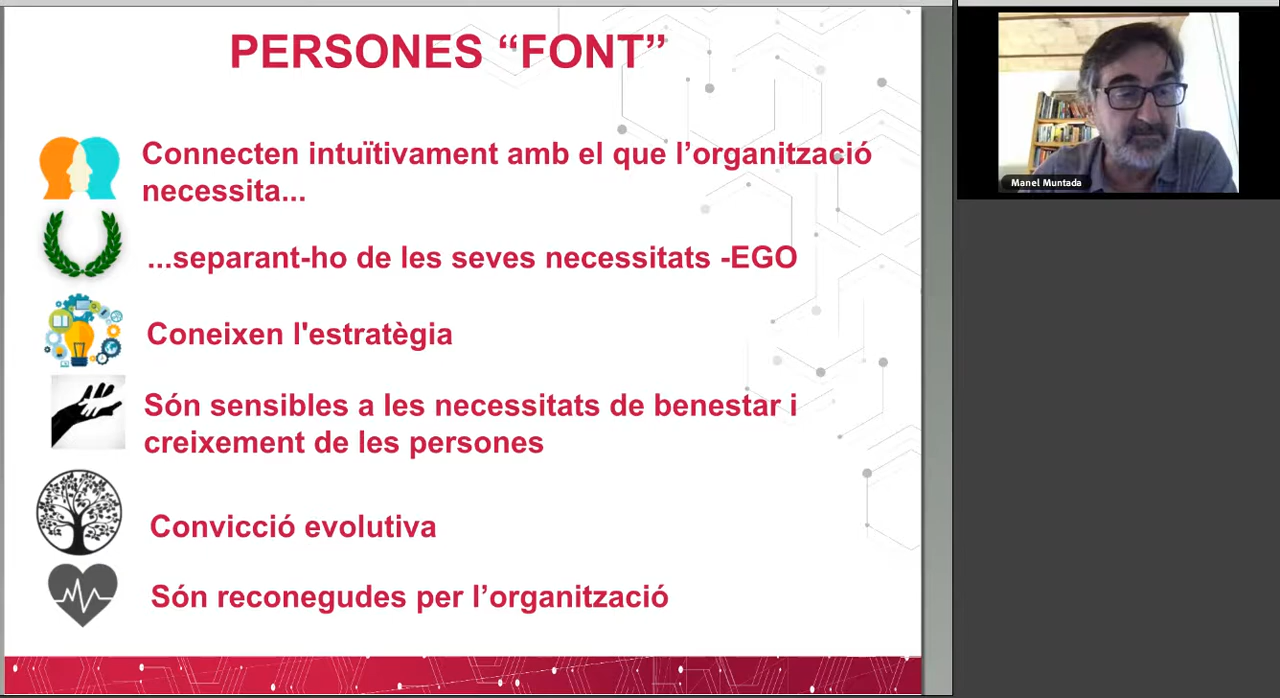 PERSONES “FONT”
Connecten intuïtivament amb el que l’organització
necessita...
...separant-ho de les seves necessitats -EGO
Coneixen l'estratègia
Són sensibles a les necessitats de benestar i
creixement de les persones
Convicció evolutiva
Són reconegudes per l’organització
Manel Muntada